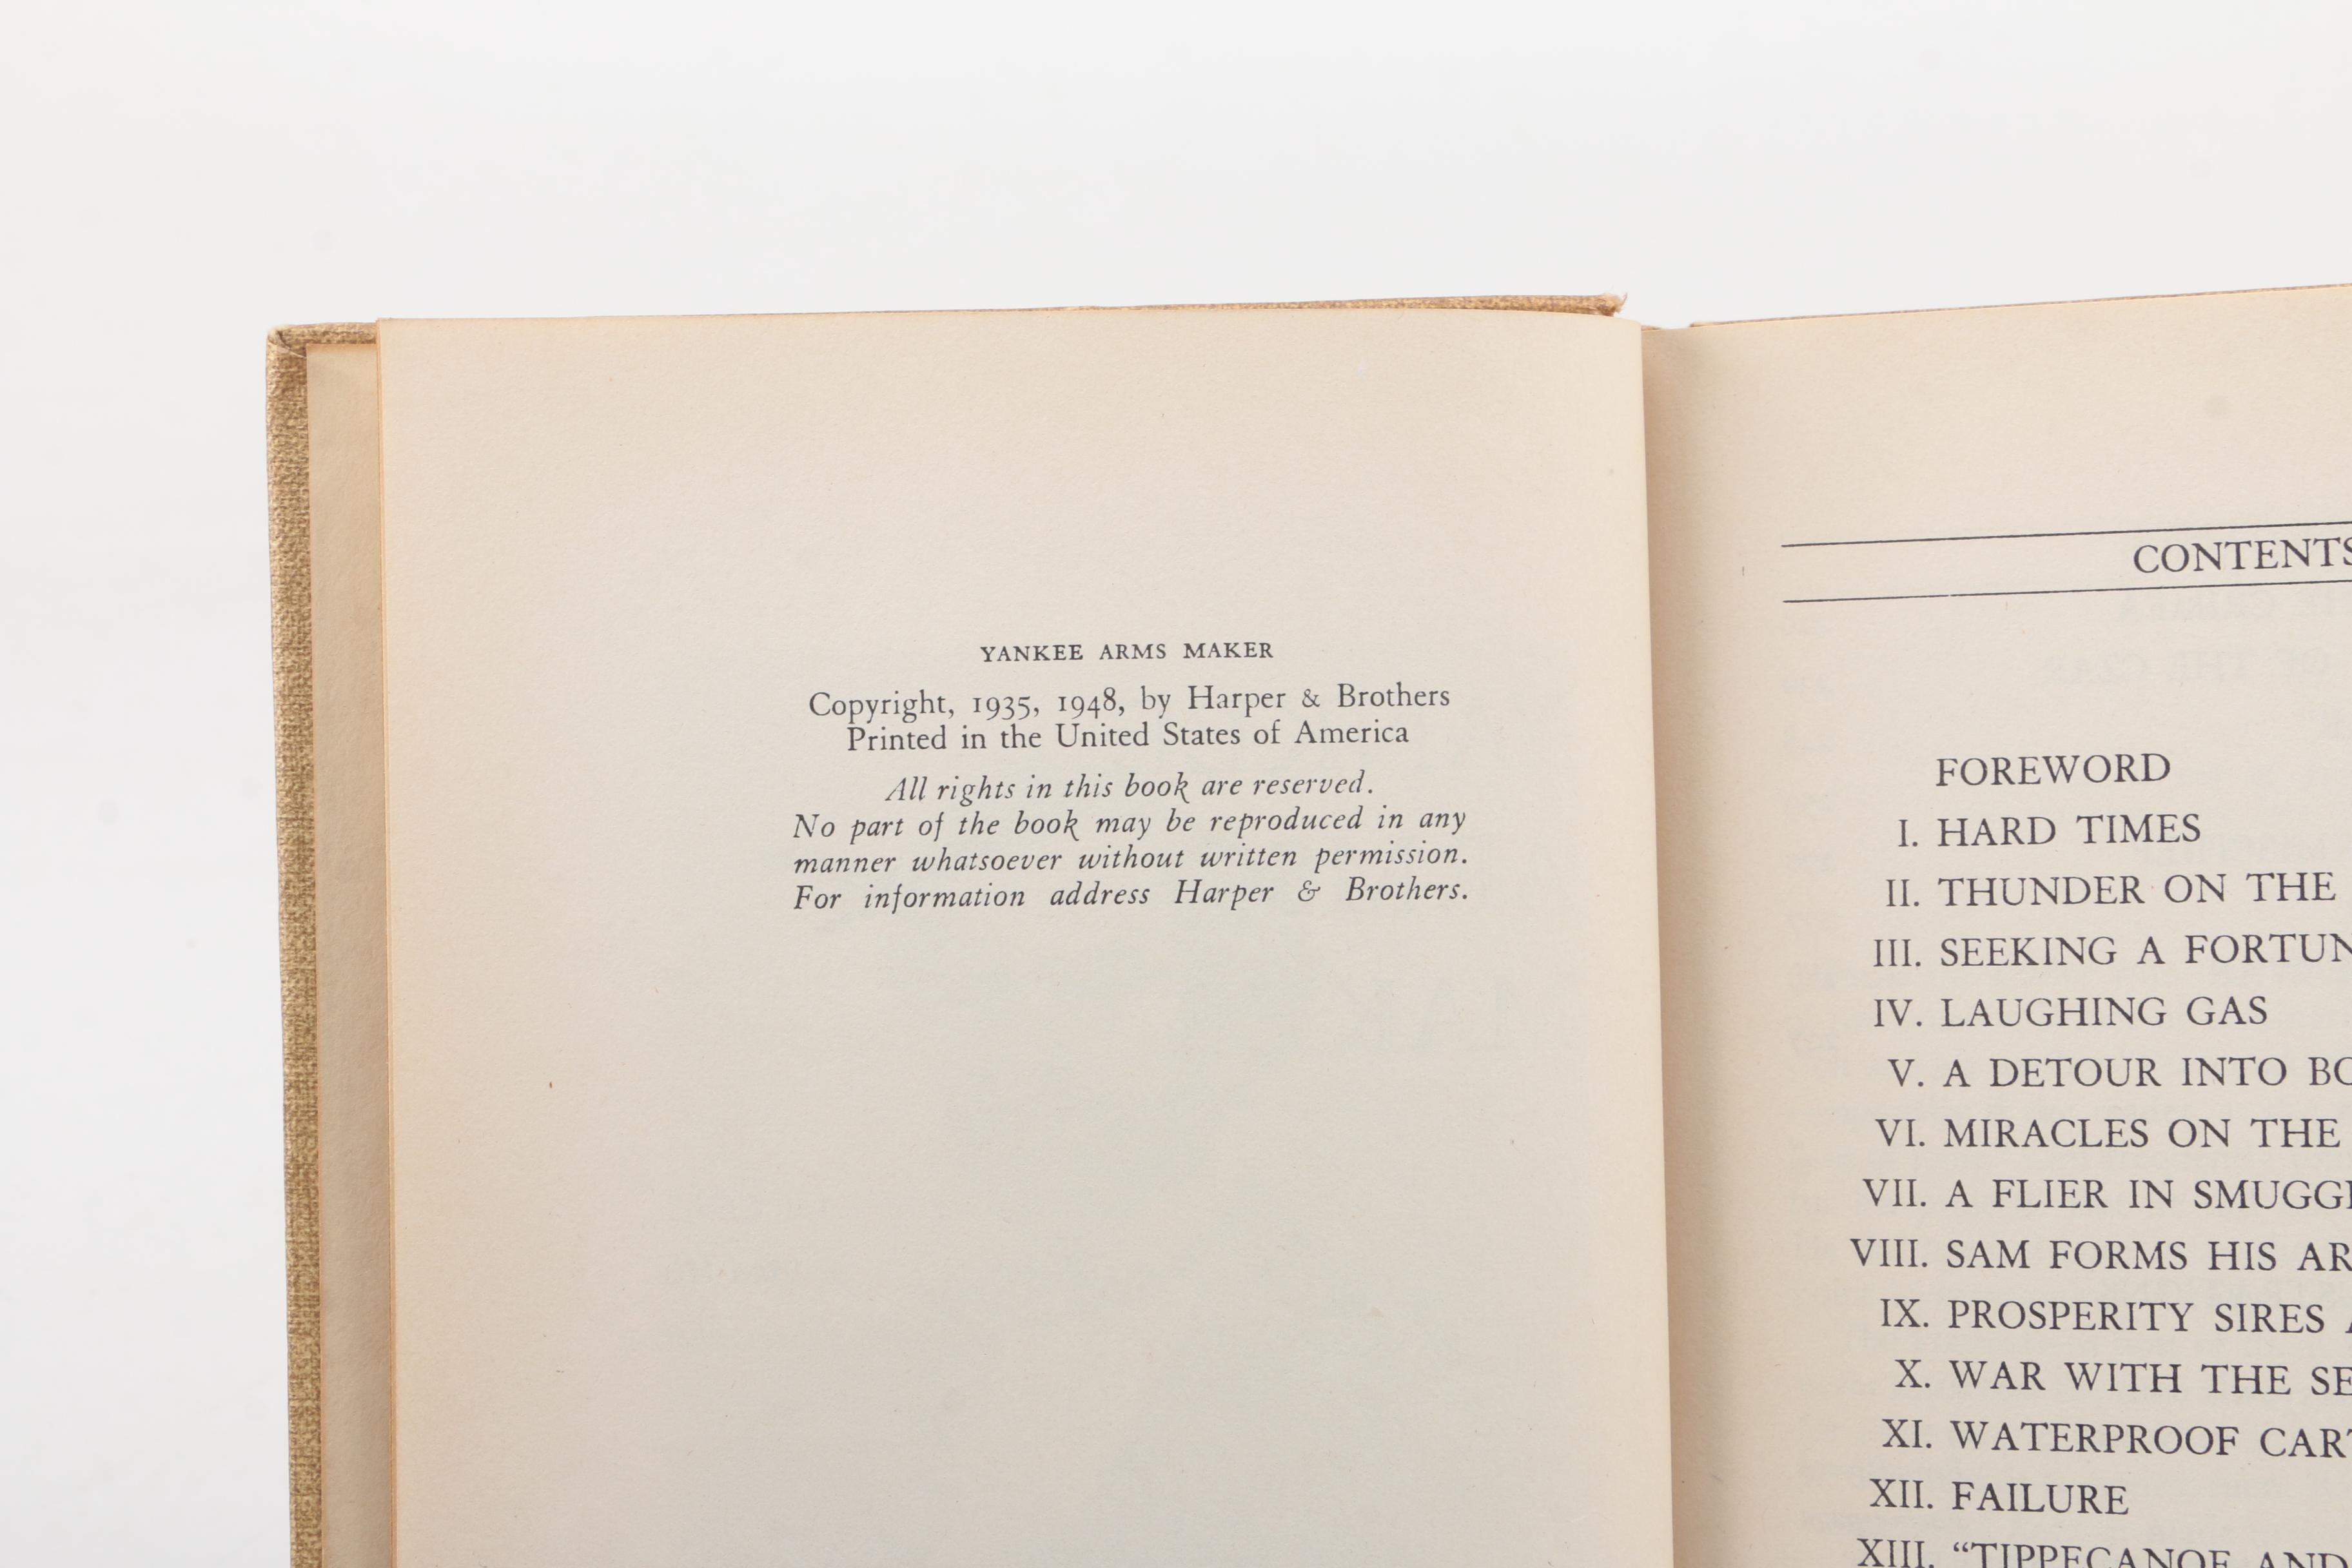 YANKEE ARMS MAKER
Copyright, 1935, 1948, by Harper & Brothers
Printed in the United States of America
All rights in this book are reserved.
No part of the book may be reproduced in any
manner whatsoever without written permission.
For information address Harper & Brothers.
CONTENTS
FOREWORD
I. HARD TIMES
II. THUNDER ON THE
III. SEEKING A
IV. LAUGHING GAS
V. A DETOUR INTO
VI. MIRACLES ON THE
VII. A FLIER IN
VIII. SAM FORMS HIS
IX. PROSPERITY SIRES
X. WAR WITH THE
XI. WATERPROOF
XII. FAILURE
XIII. “TIPPECANOE AND